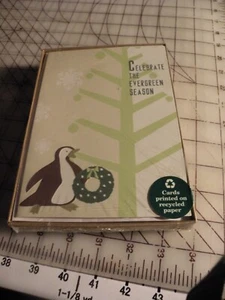 CELEBRATE
THE
EVERGREEN
SEASON
Cards
printed on
recycled
paper
38
39
40
41
42
43
1-1/8